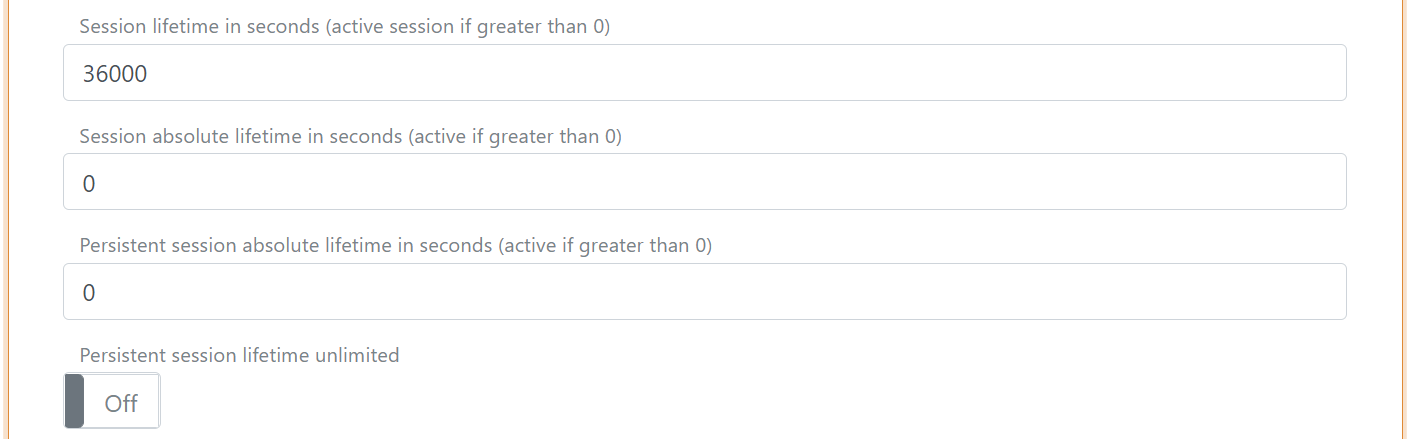 Session lifetime in seconds (active session if greater than 0)
36000
Session absolute lifetime in seconds (active if greater than 0)
0
Persistent session absolute lifetime in seconds (active if greater than 0)
0
Persistent session lifetime unlimited
Off